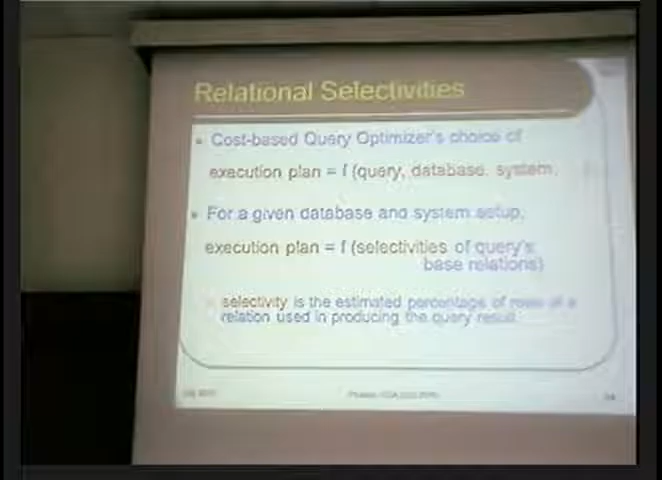 Relational Selectivities
Cost-based Query Optimizer's choice of
execution plan = f (query, database, system,
For a given database and system setup,
execution plan = f (selectivities of query's
base relations)
selectivity is the estimated percentage of rows of a
relation used in producing the query result